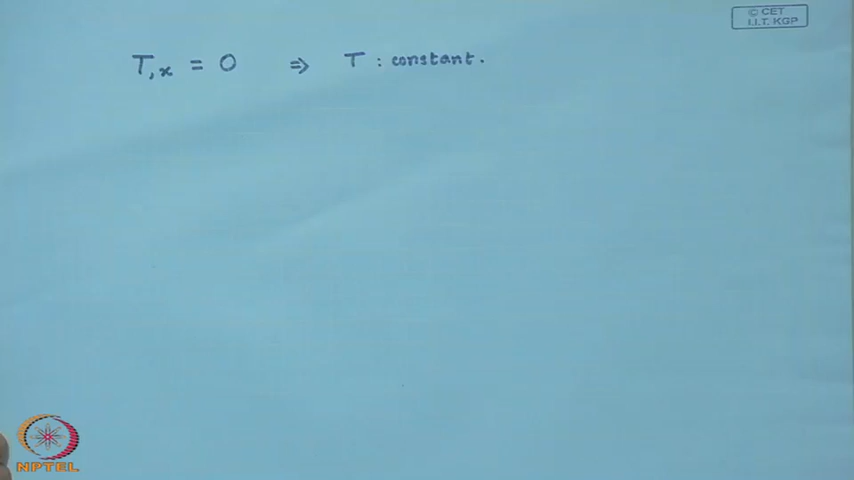 © CET
I.I.T. KGP
T,x = 0 ⇒ T : constant.
NPTEL